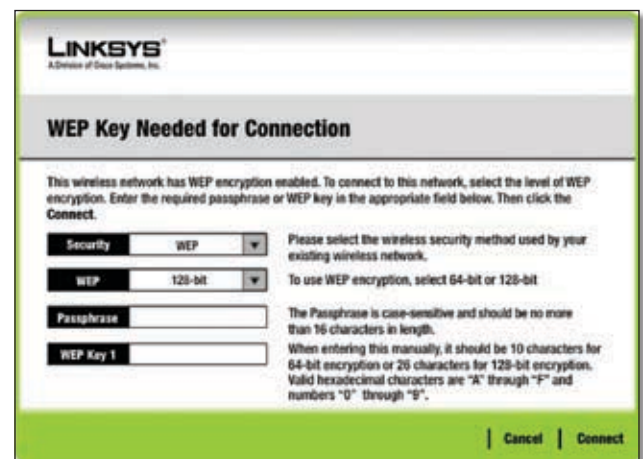 LINKSYS®
A Division of Cisco Systems, Inc.
WEP Key Needed for Connection
This wireless network has WEP encryption enabled. To connect to this network, select the level of WEP
encryption. Enter the required passphrase or WEP key in the appropriate field below. Then click the
Connect.
Security WEP
Please select the wireless security method used by your
existing wireless network.
WEP 128-bit
To use WEP encryption, select 64-bit or 128-bit
Passphrase
The Passphrase is case-sensitive and should be no more
than 16 characters in length.
WEP Key 1
When entering this manually, it should be 10 characters for
64-bit encryption or 26 characters for 128-bit encryption.
Valid hexadecimal characters are "A" through "F" and
numbers "0" through "9".
Cancel
Connect